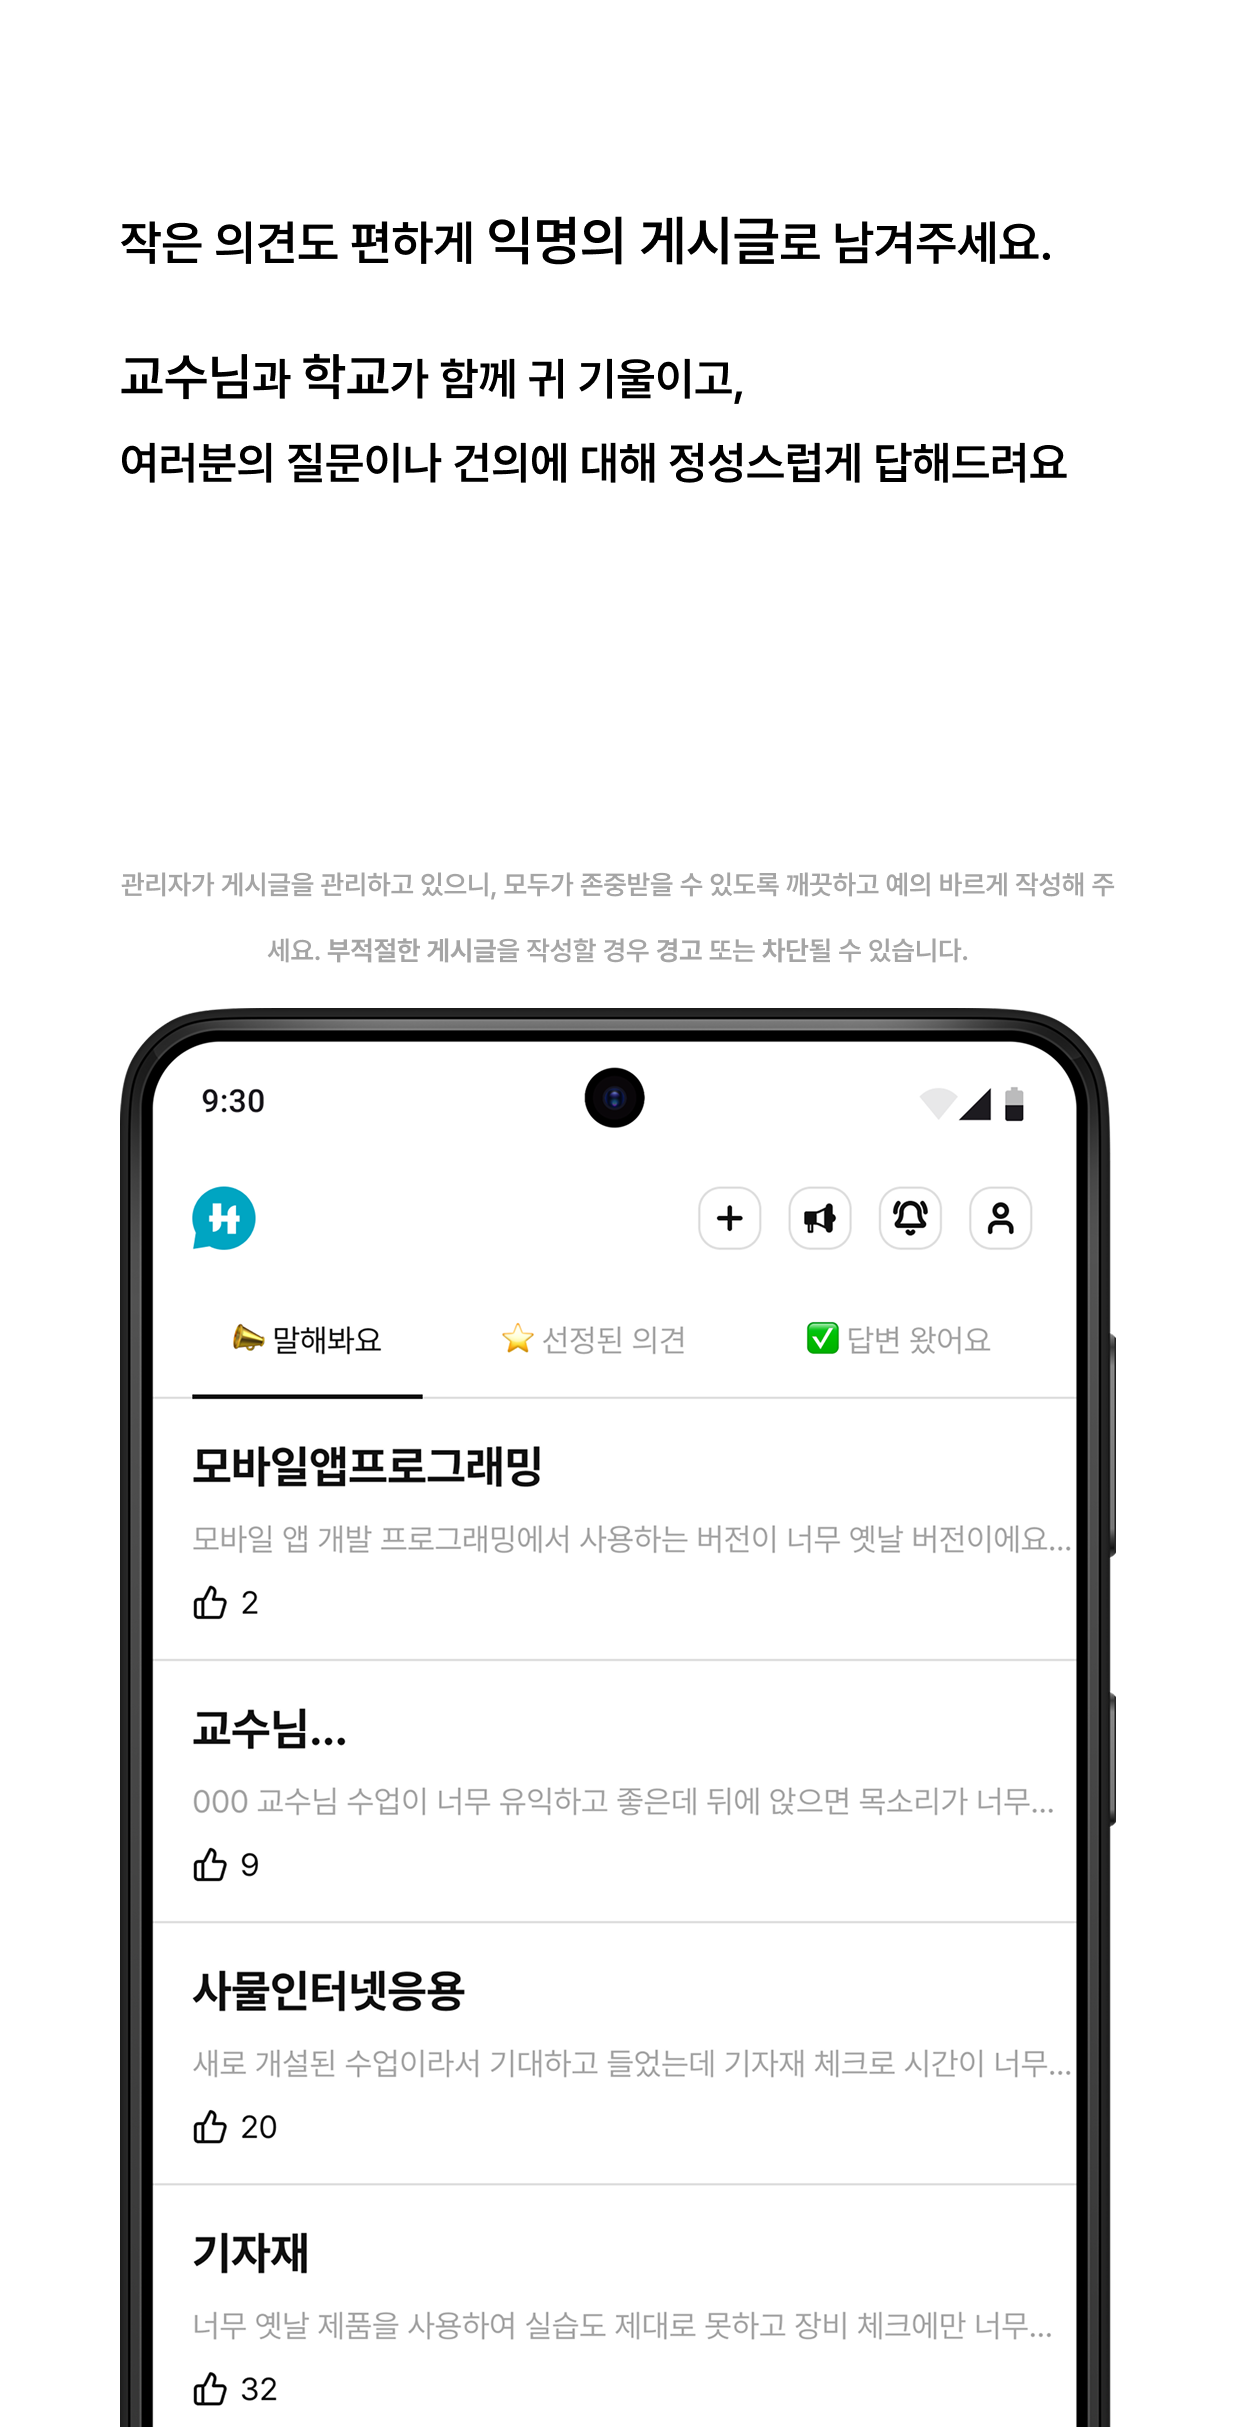 작은 의견도 편하게 익명의 게시글로 남겨주세요.
교수님과 학교가 함께 귀 기울이고,
여러분의 질문이나 건의에 대해 정성스럽게 답해드려요
관리자가 게시글을 관리하고 있으니, 모두가 존중받을 수 있도록 깨끗하고 예의 바르게 작성해 주
세요. 부적절한 게시글을 작성할 경우 경고 또는 차단될 수 있습니다.
9:30
말해봐요
선정된 의견
답변 왔어요
모바일앱프로그래밍
모바일 앱 개발 프로그래밍에서 사용하는 버전이 너무 옛날 버전이에요...
2
교수님...
000 교수님 수업이 너무 유익하고 좋은데 뒤에 앉으면 목소리가 너무...
9
사물인터넷응용
새로 개설된 수업이라서 기대하고 들었는데 기자재 체크로 시간이 너무...
20
기자재
너무 옛날 제품을 사용하여 실습도 제대로 못하고 장비 체크에만 너무...
32